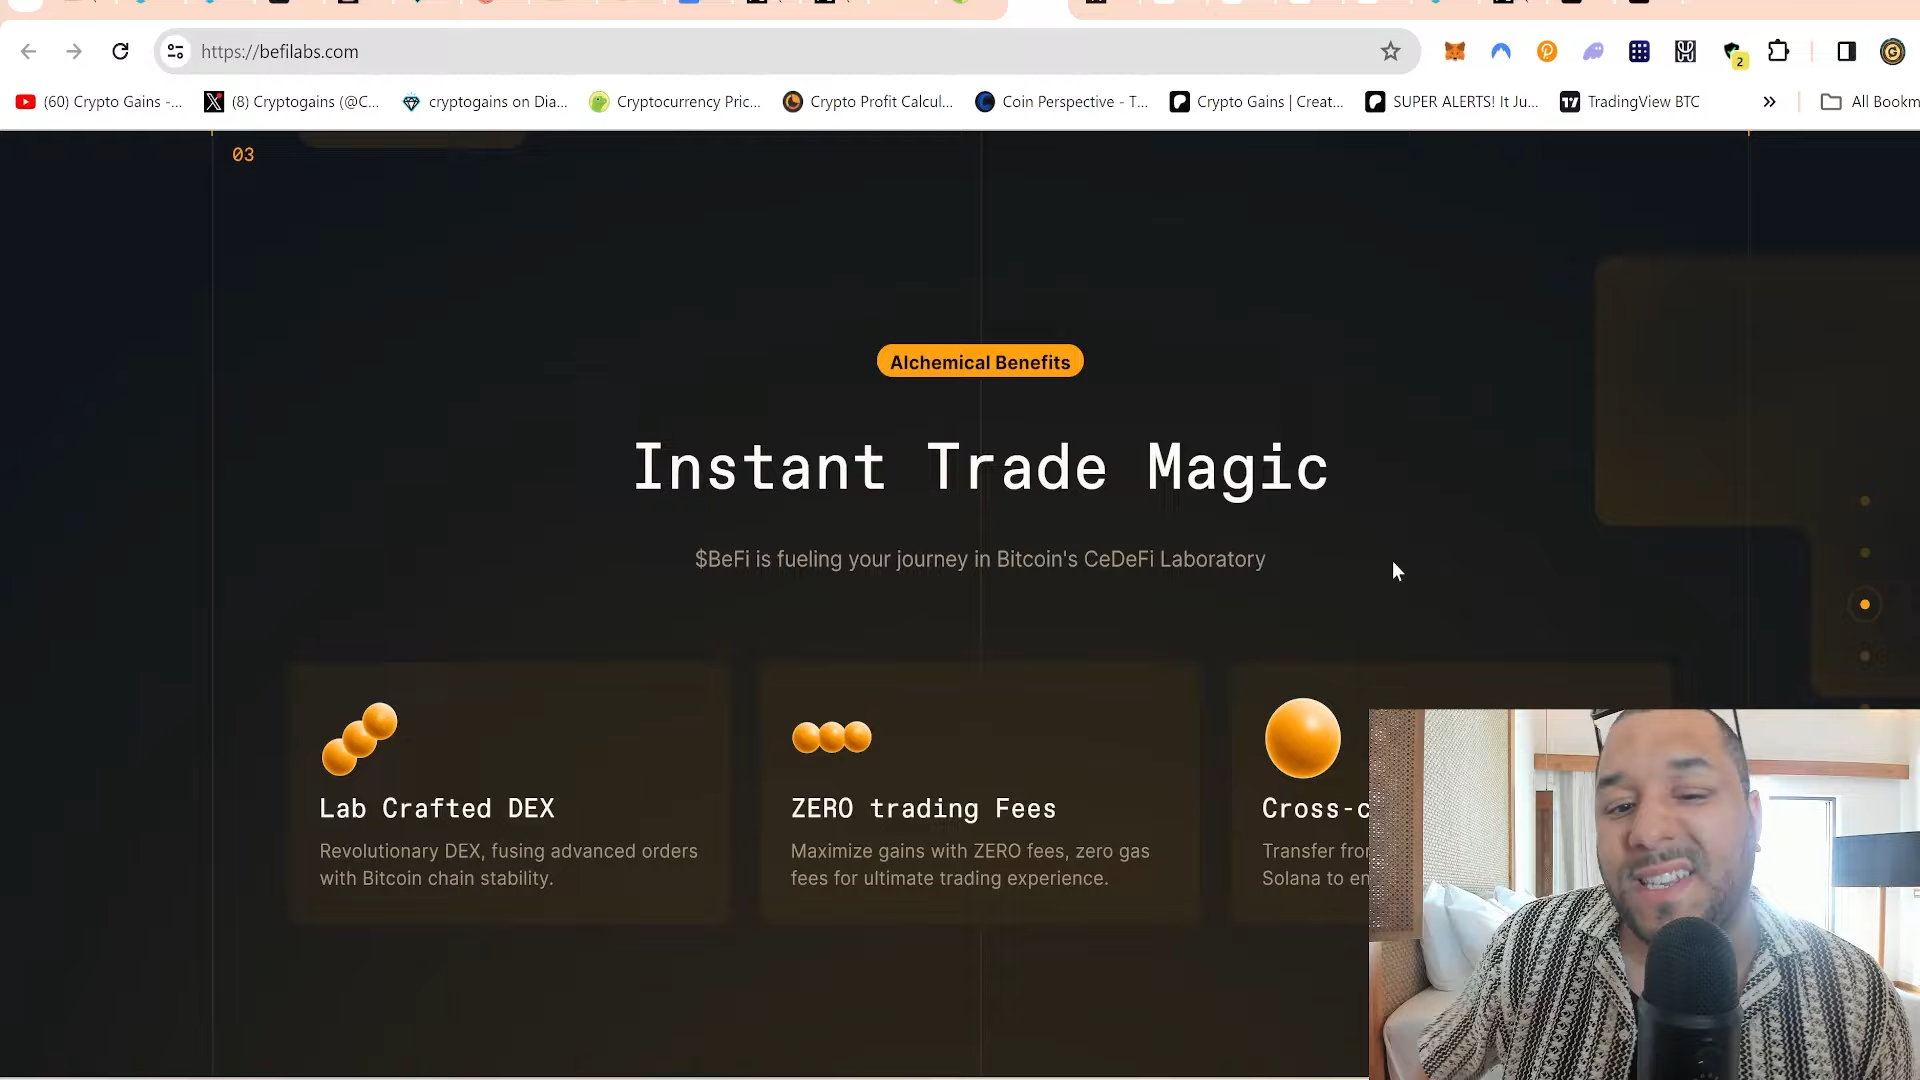 https://befilabs.com
2
G
(60) Crypto Gains -...
(8) Cryptogains (@C...
cryptogains on Dia...
Cryptocurrency Pric...
Crypto Profit Calcul...
Coin Perspective - T...
Crypto Gains | Creat...
SUPER ALERTS! It Ju...
TradingView BTC
All Bookm
03
Alchemical Benefits
Instant Trade Magic
$BeFi is fueling your journey in Bitcoin's CeDeFi Laboratory
Lab Crafted DEX
Revolutionary DEX, fusing advanced orders
with Bitcoin chain stability.
ZERO trading Fees
Maximize gains with ZERO fees, zero gas
fees for ultimate trading experience.
Cross-c
Transfer fro
Solana to en